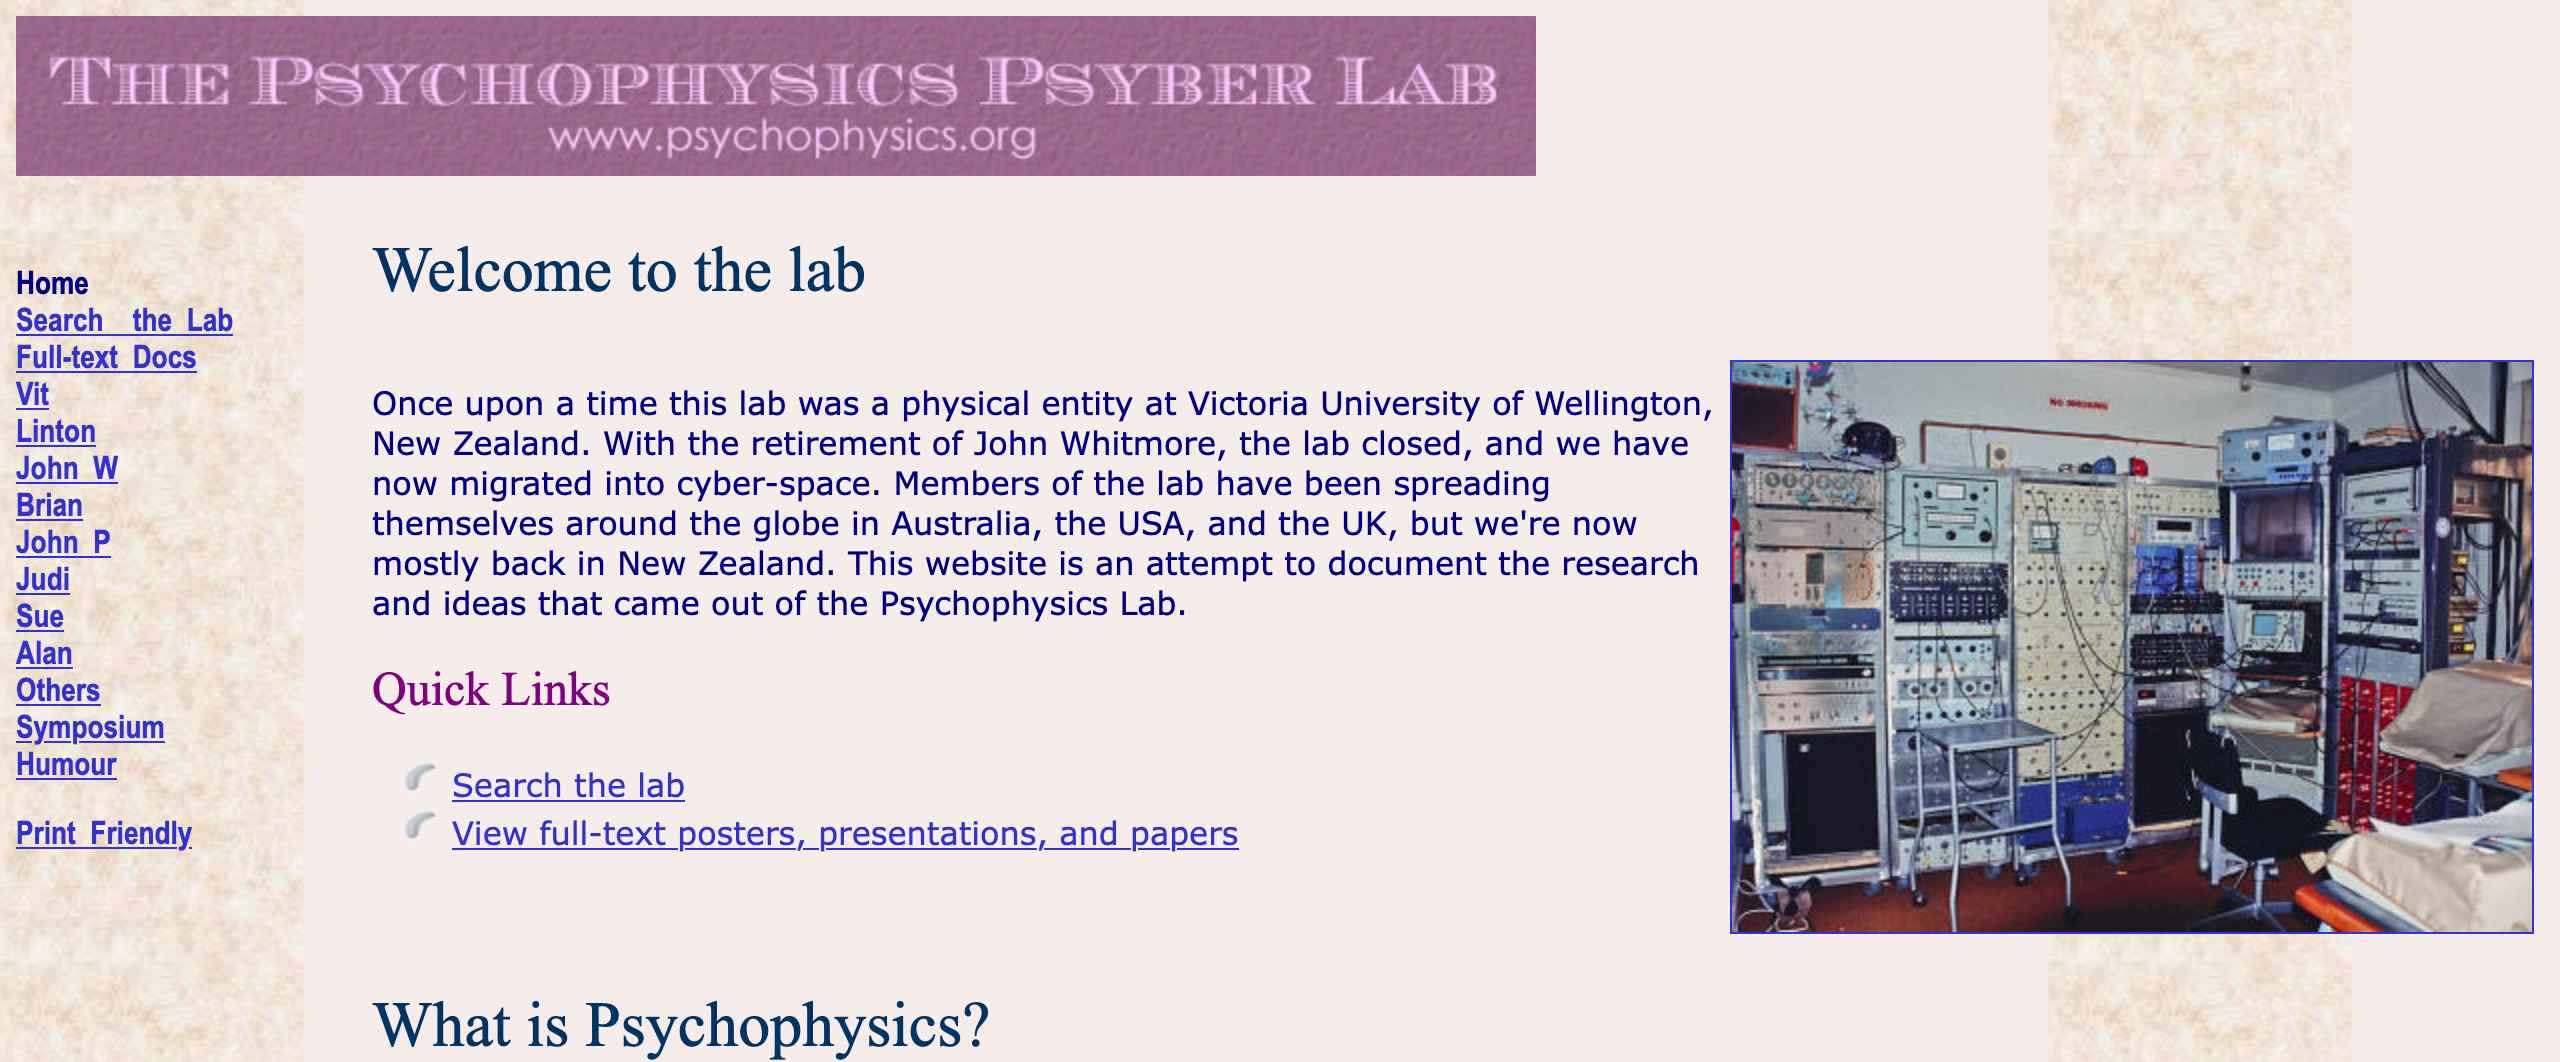 The Psychophysics Psyber Lab
www.psychophysics.org
Home
Search the Lab
Full-text Docs
Vit
Linton
John W
Brian
John P
Judi
Sue
Alan
Others
Symposium
Humour
Print Friendly
Welcome to the lab
Once upon a time this lab was a physical entity at Victoria University of Wellington,
New Zealand. With the retirement of John Whitmore, the lab closed, and we have
now migrated into cyber-space. Members of the lab have been spreading
themselves around the globe in Australia, the USA, and the UK, but we're now
mostly back in New Zealand. This website is an attempt to document the research
and ideas that came out of the Psychophysics Lab.
NO SMOKING
Quick Links
Search the lab
View full-text posters, presentations, and papers
What is Psychophysics?